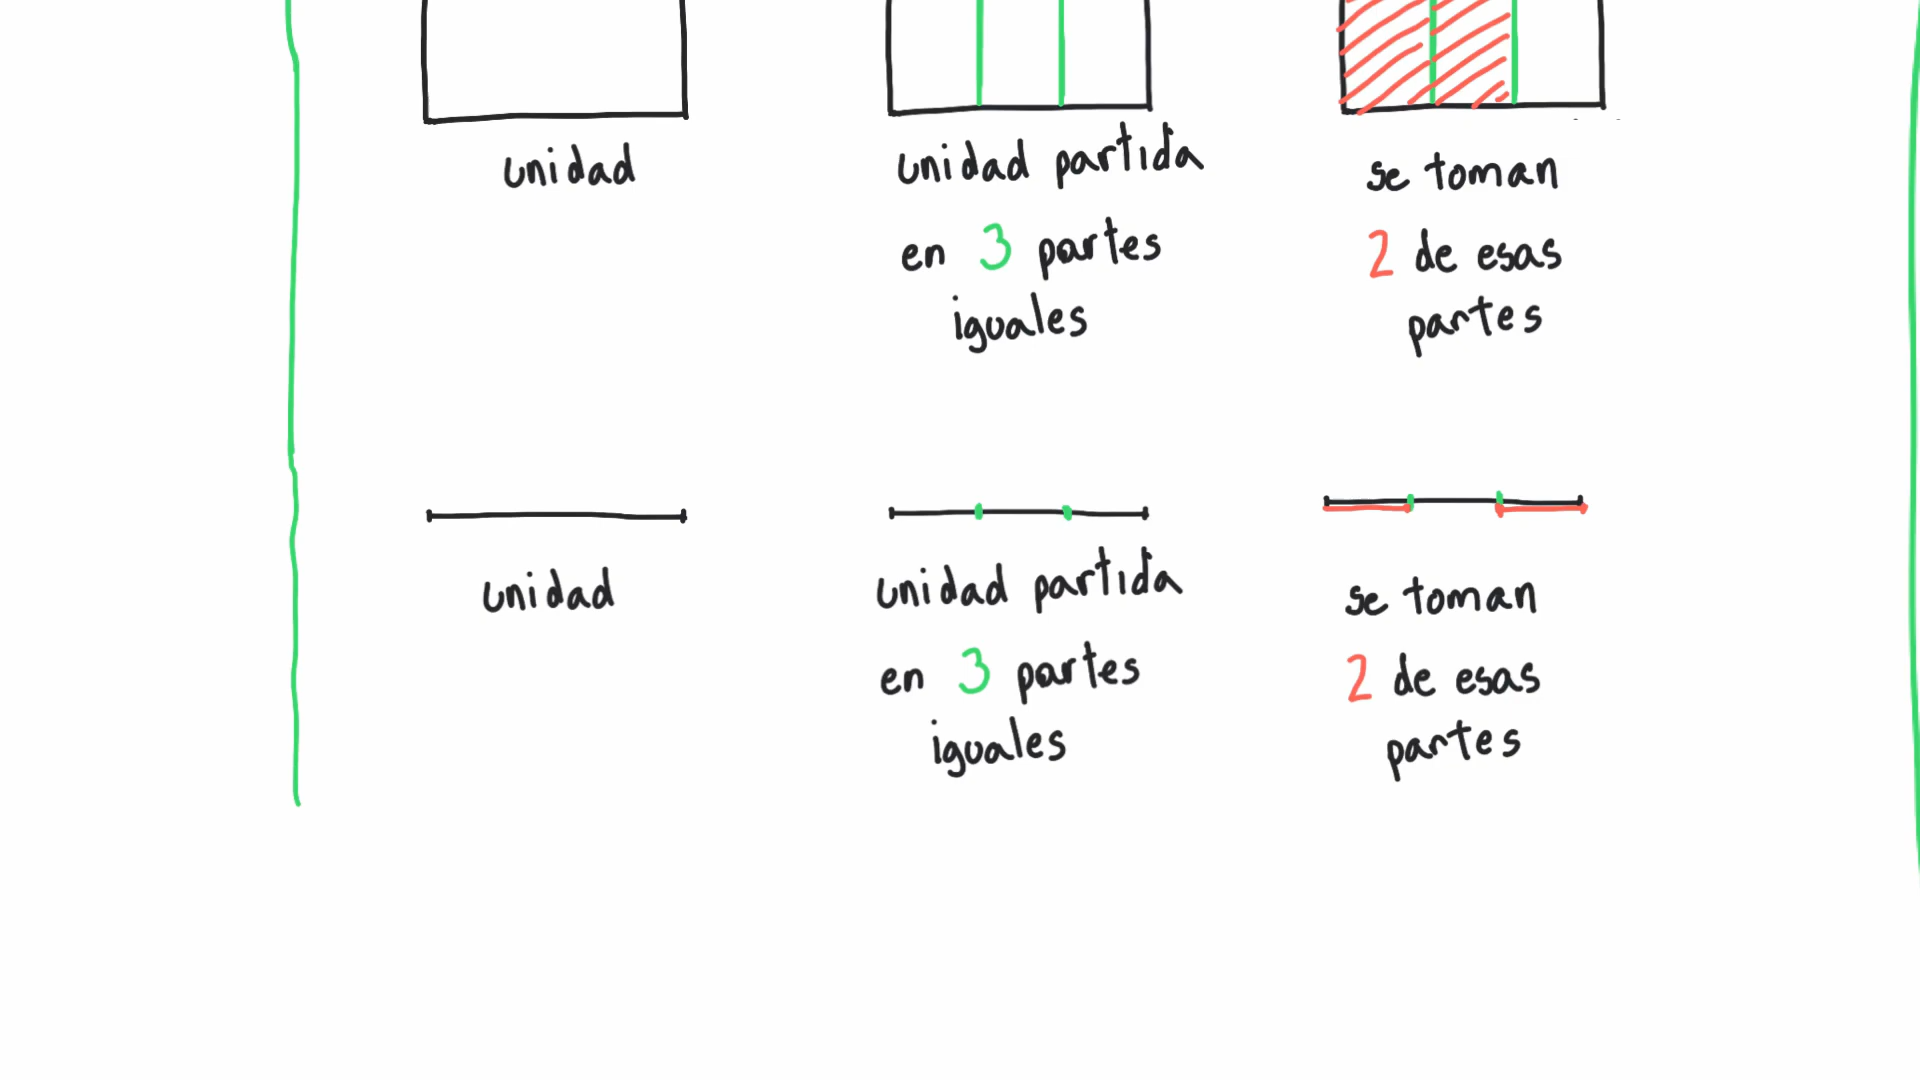 unidad
unidad partida
en 3 partes
iguales
se toman
2 de esas
partes
unidad
unidad partida
en 3 partes
iguales
se toman
2 de esas
partes